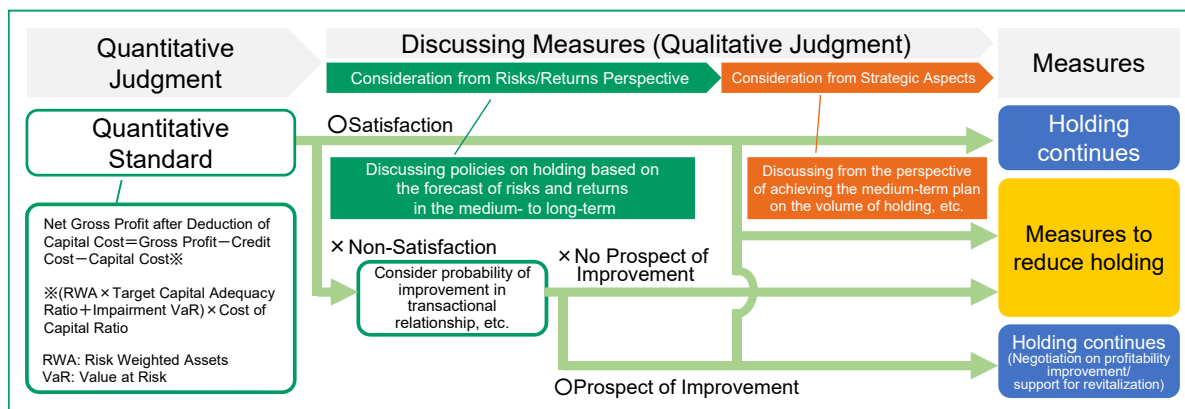 Quantitative
Judgment
Discussing Measures (Qualitative Judgment)
Consideration from Risks/Returns Perspective
Consideration from Strategic Aspects
Measures
Quantitative
Standard
○Satisfaction
Discussing policies on holding based on
the forecast of risks and returns
in the medium- to long-term
Discussing from the perspective
of achieving the medium-term plan
on the volume of holding, etc.
Holding
continues
Net Gross Profit after Deduction of
Capital Cost=Gross Profit−Credit
Cost−Capital Cost※
※(RWA×Target Capital Adequacy
Ratio+Impairment VaR)×Cost of
Capital Ratio
RWA: Risk Weighted Assets
VaR: Value at Risk
×Non-Satisfaction
Consider probability of
improvement in
transactional
relationship, etc.
×No Prospect of
Improvement
Measures to
reduce holding
○Prospect of Improvement
Holding continues
(Negotiation on profitability
improvement/
support for revitalization)